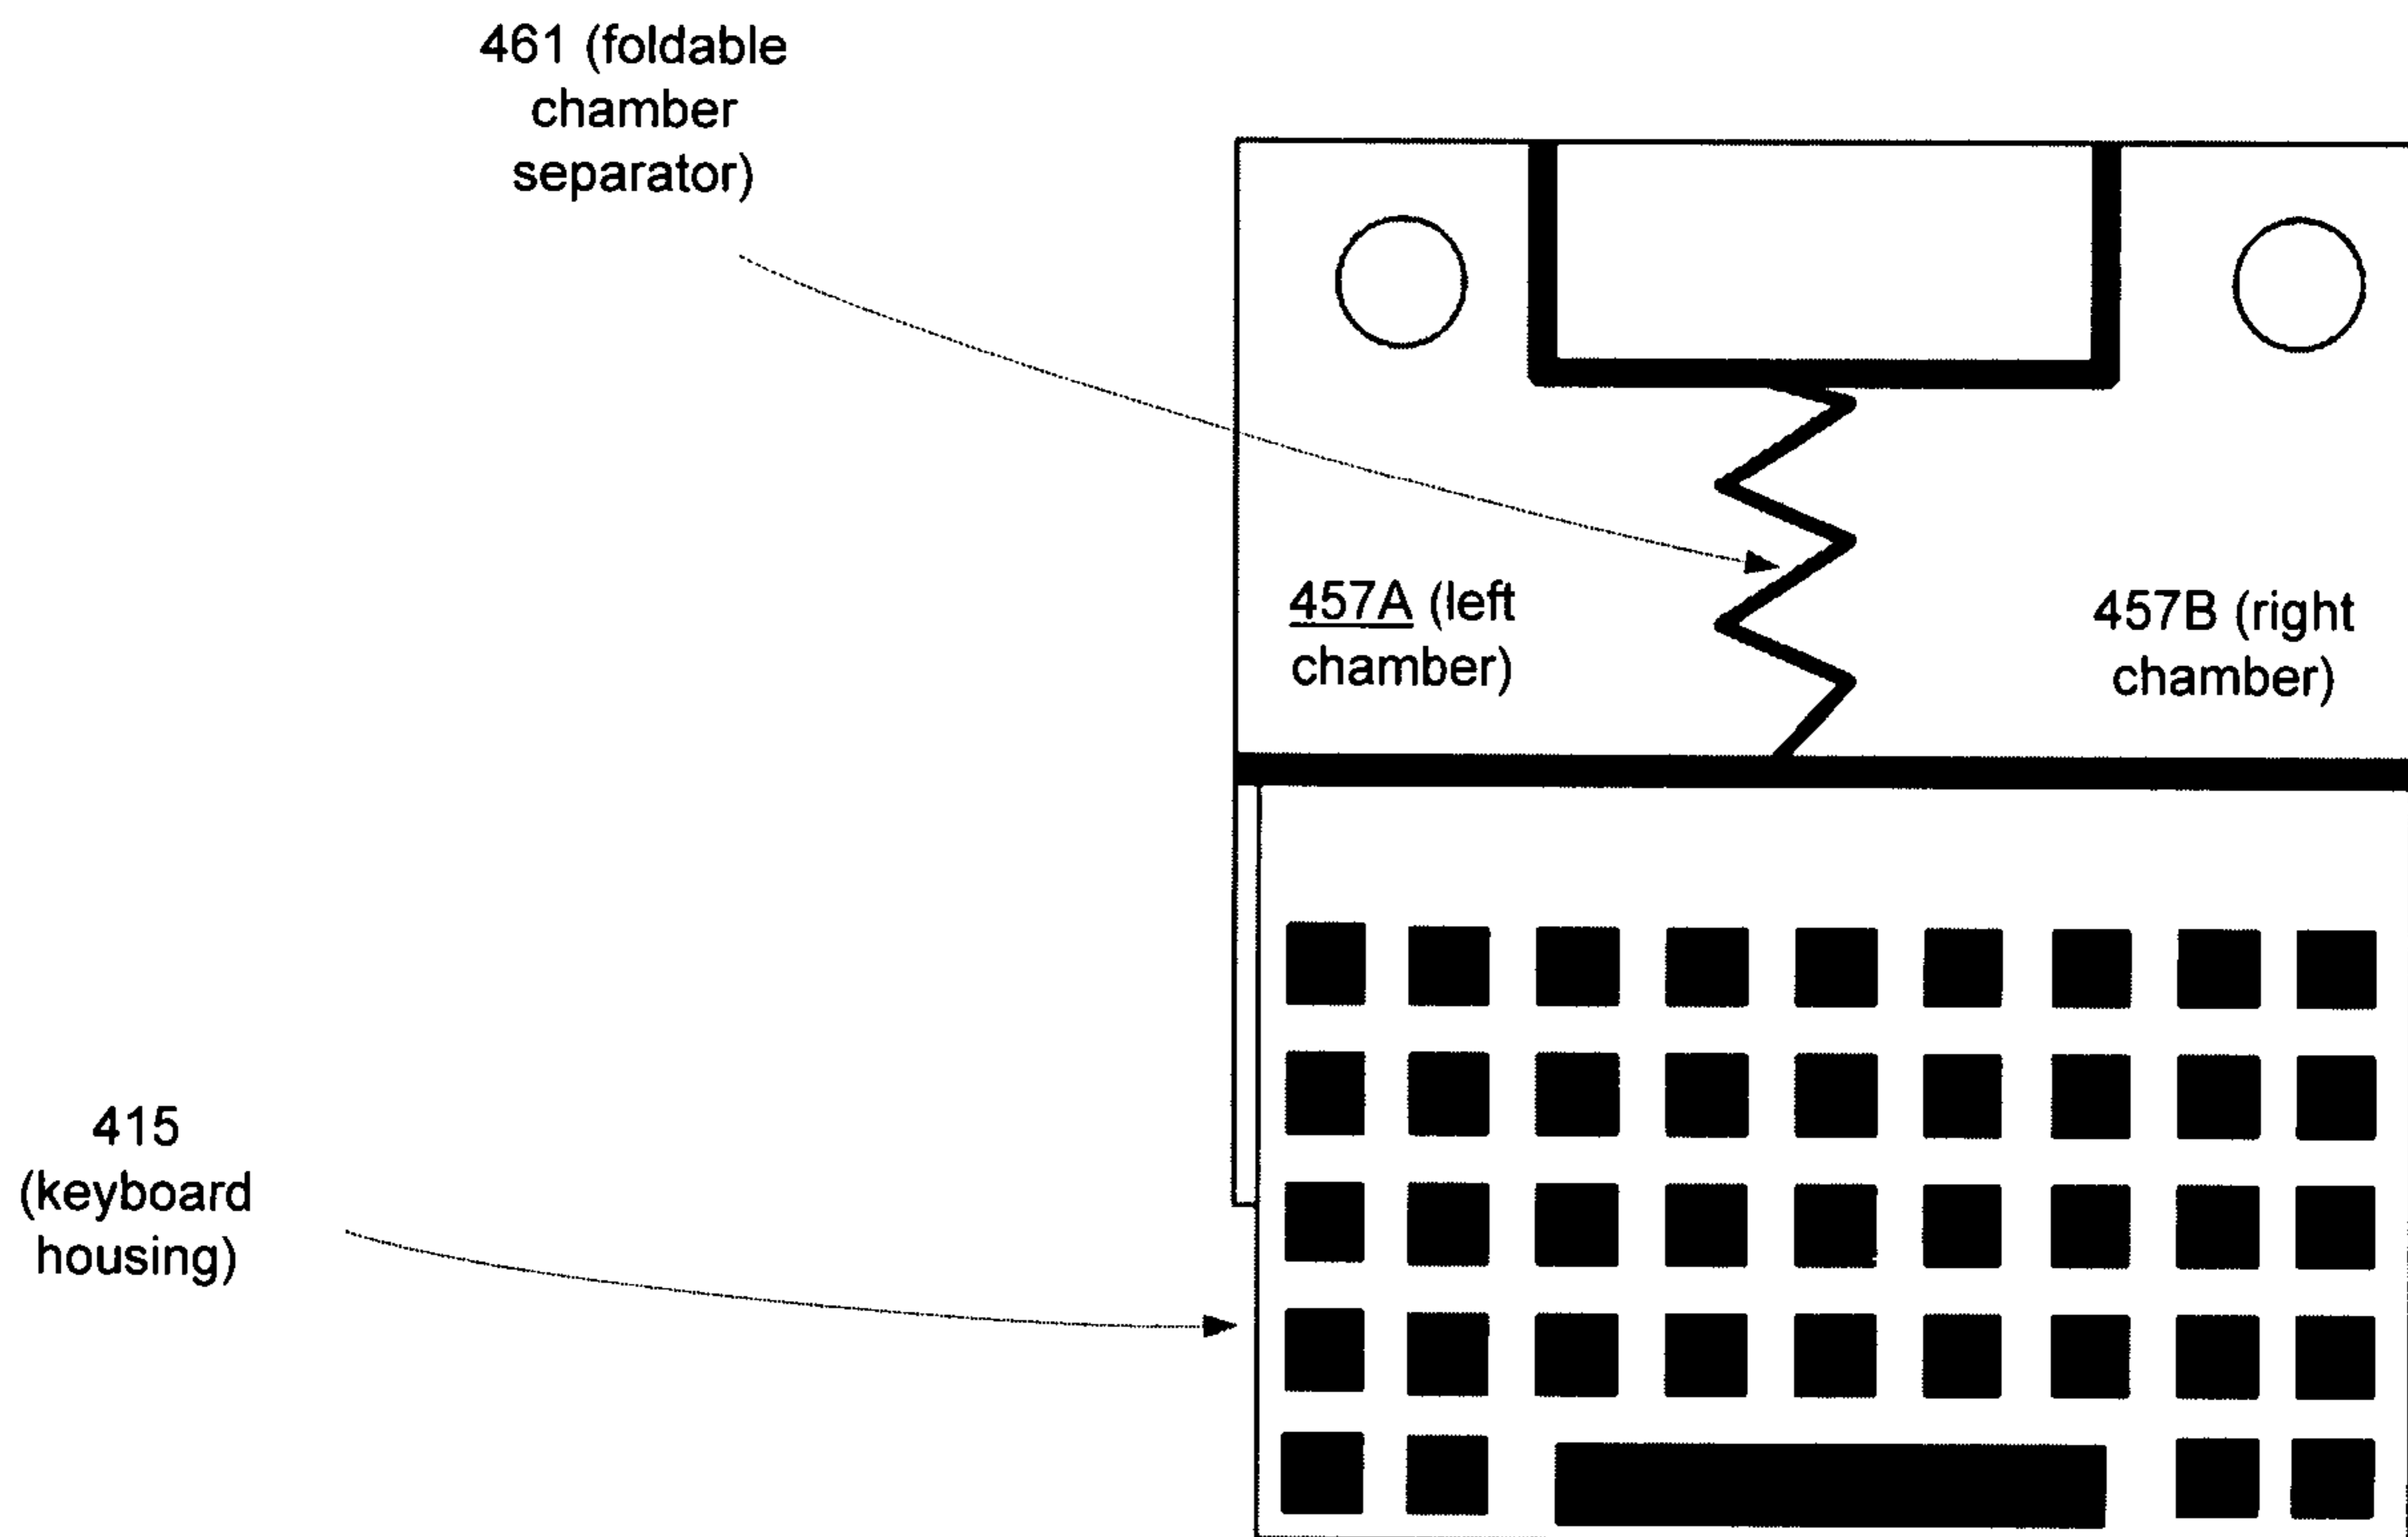 461 (foldable
chamber
separator)
457A (left
chamber)
457B (right
chamber)
415
(keyboard
housing)